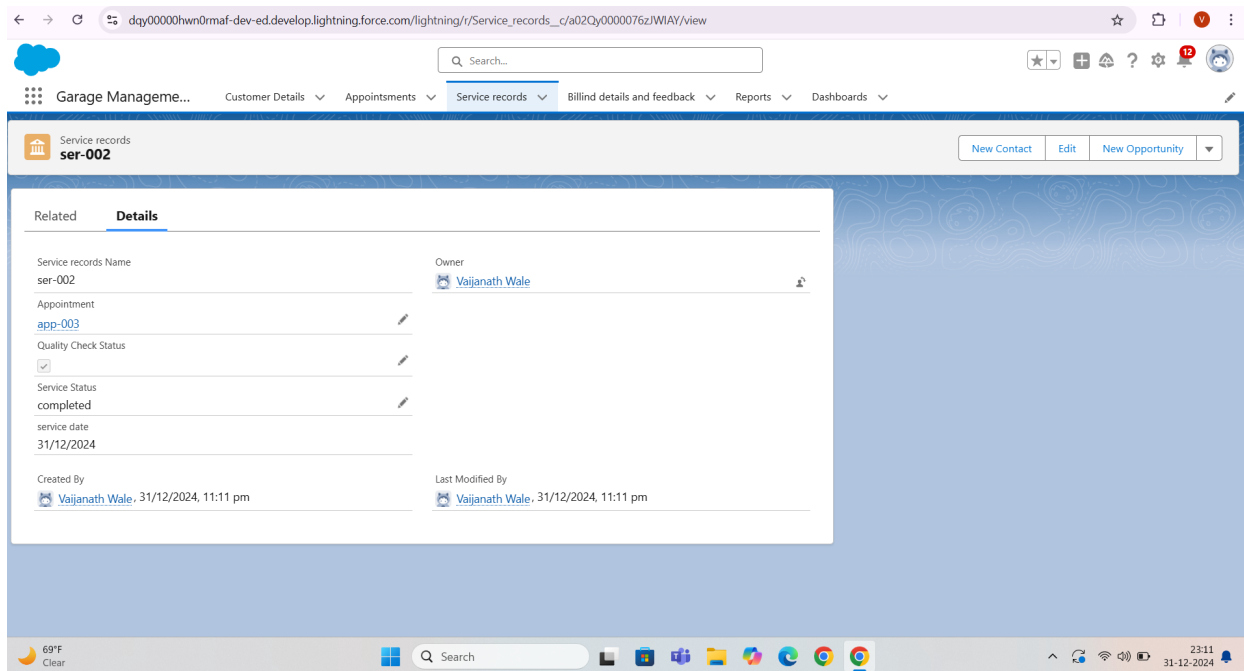 dqy00000hwn0rmaf-dev-ed.develop.lightning.force.com/lightning/r/Service_records__c/a02Qy0000076zJWIAY/view
V
Search...
12
Garage Manageme...
Customer Details
Appointsments
Service records
Billind details and feedback
Reports
Dashboards
Service records
ser-002
New Contact
Edit
New Opportunity
Related
Details
Service records Name
ser-002
Owner
Vaijanath Wale
Appointment
app-003
Quality Check Status
Service Status
completed
service date
31/12/2024
Created By
Vaijanath Wale, 31/12/2024, 11:11 pm
Last Modified By
Vaijanath Wale, 31/12/2024, 11:11 pm
69°F
Clear
Search
23:11
31-12-2024